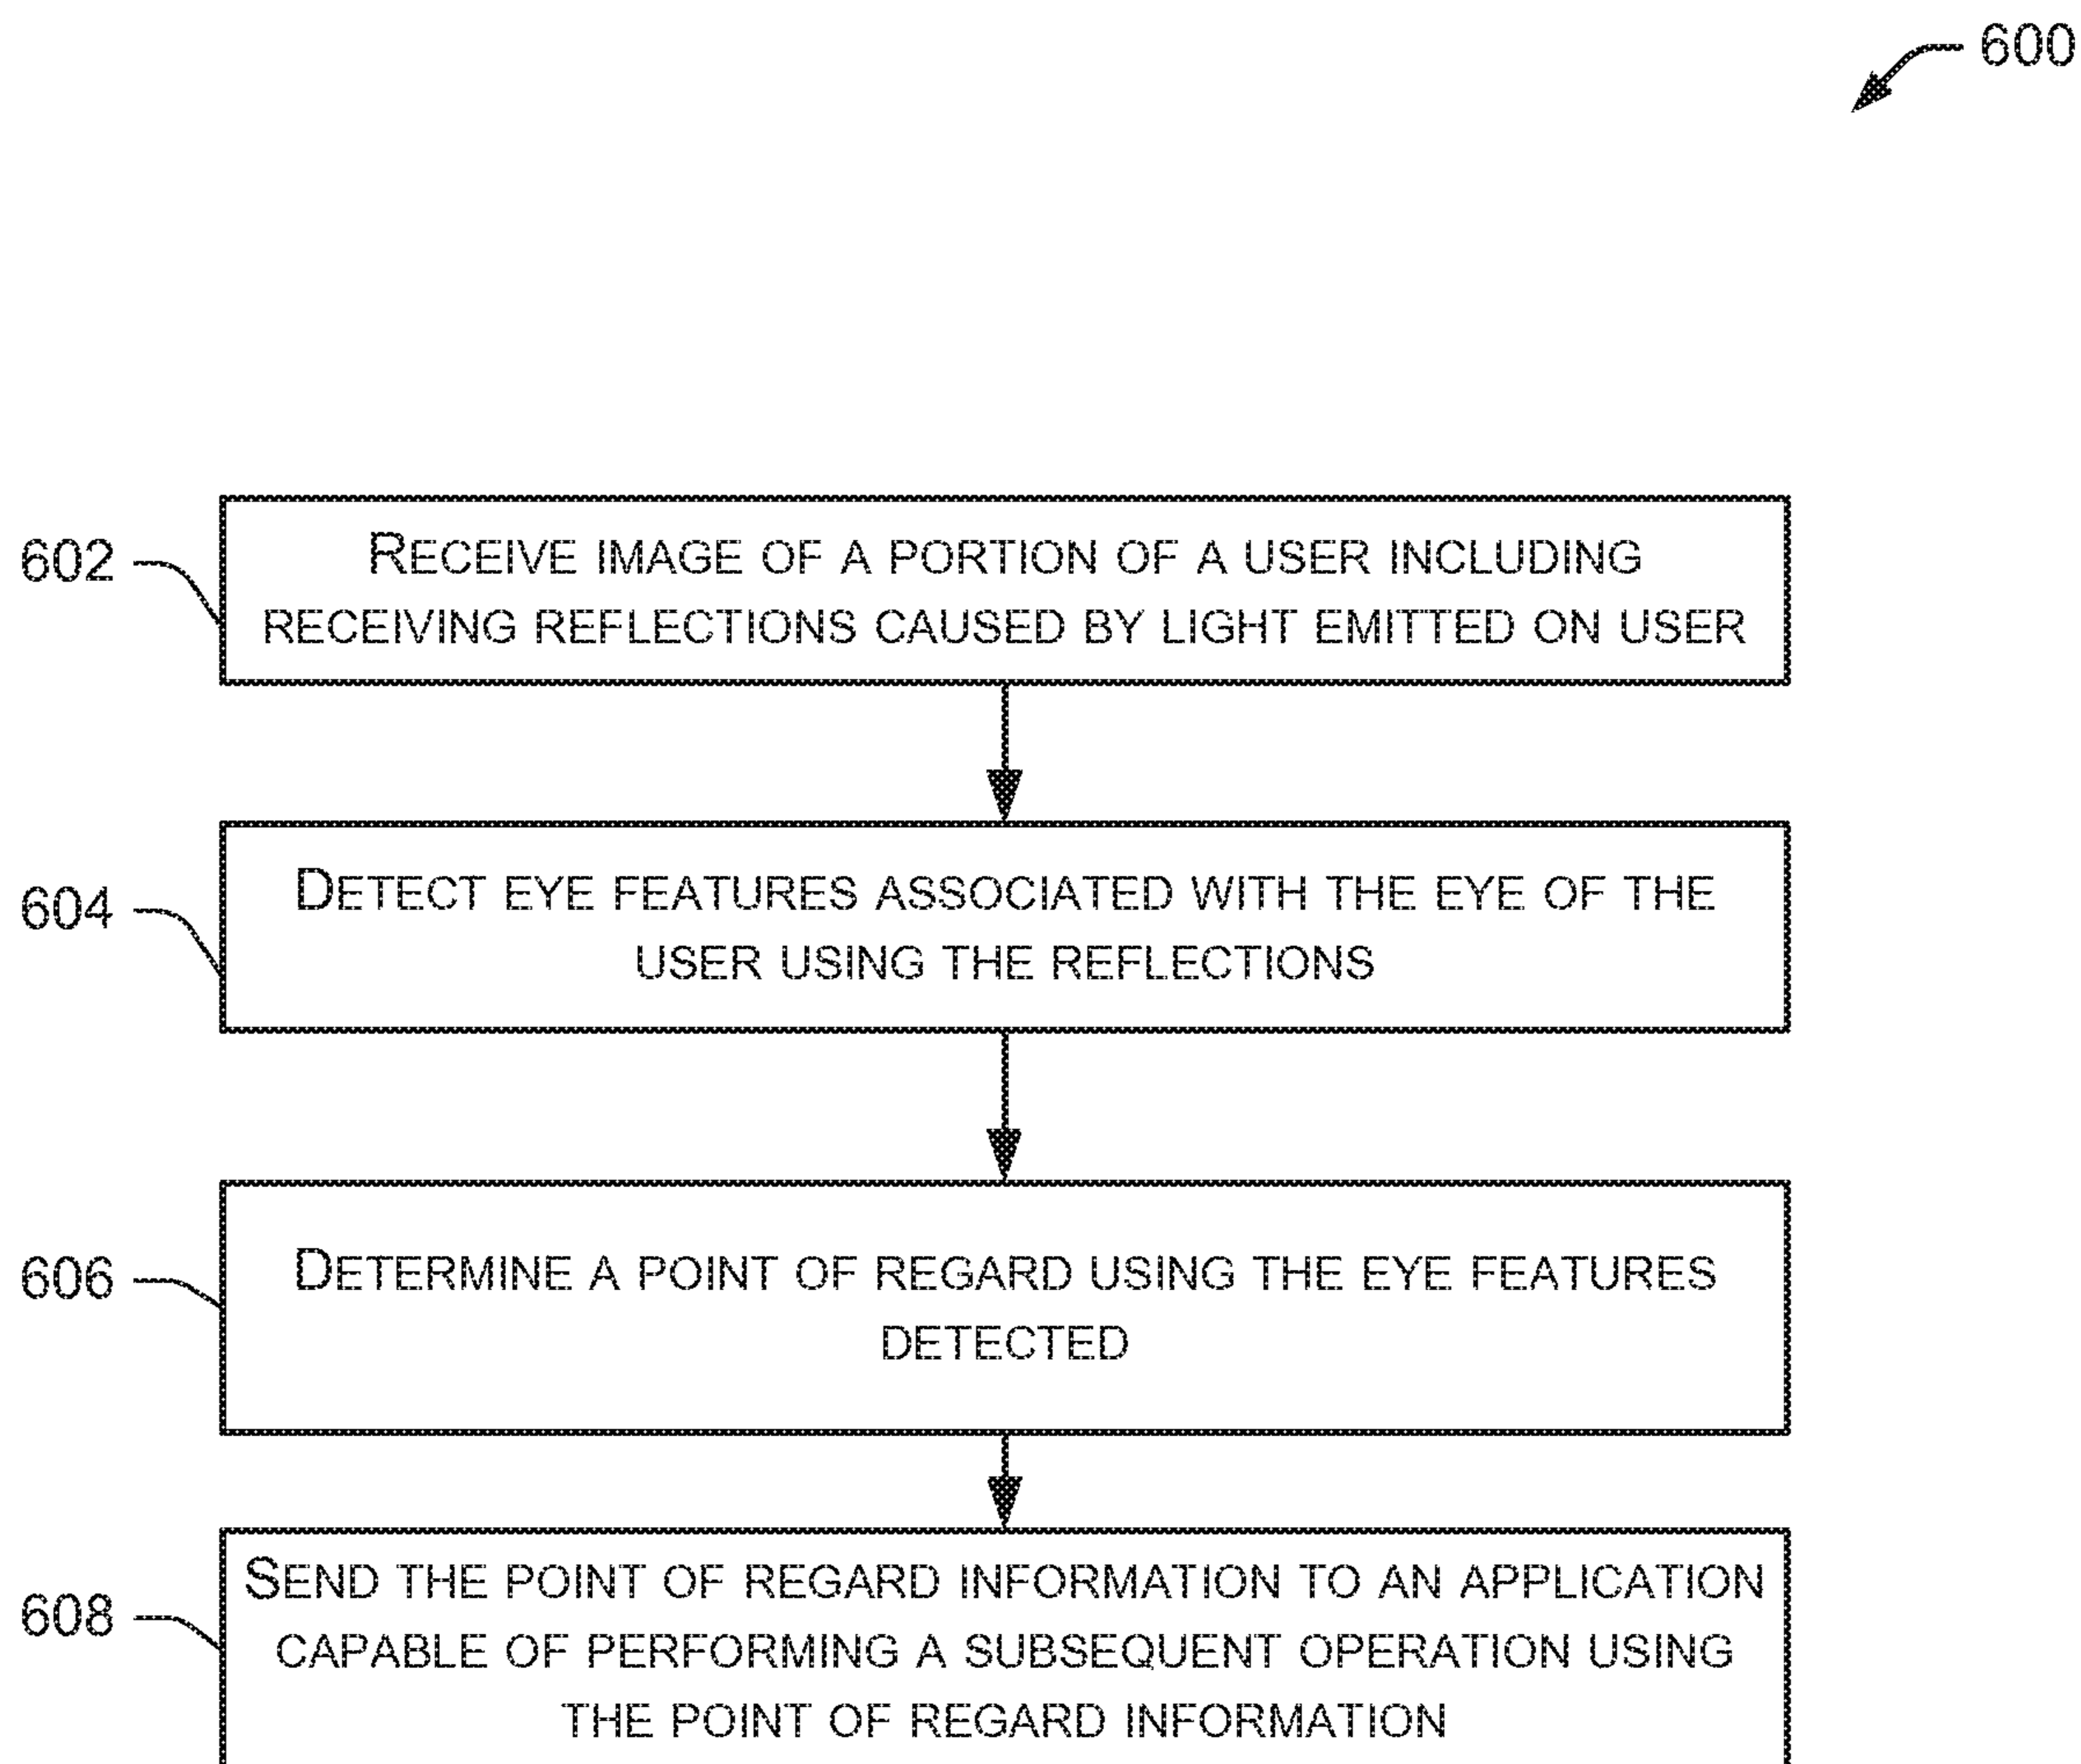 600
602
RECEIVE IMAGE OF A PORTION OF A USER INCLUDING
RECEIVING REFLECTIONS CAUSED BY LIGHT EMITTED ON USER
604
DETECT EYE FEATURES ASSOCIATED WITH THE EYE OF THE
USER USING THE REFLECTIONS
606
DETERMINE A POINT OF REGARD USING THE EYE FEATURES
DETECTED
608
SEND THE POINT OF REGARD INFORMATION TO AN APPLICATION
CAPABLE OF PERFORMING A SUBSEQUENT OPERATION USING
THE POINT OF REGARD INFORMATION